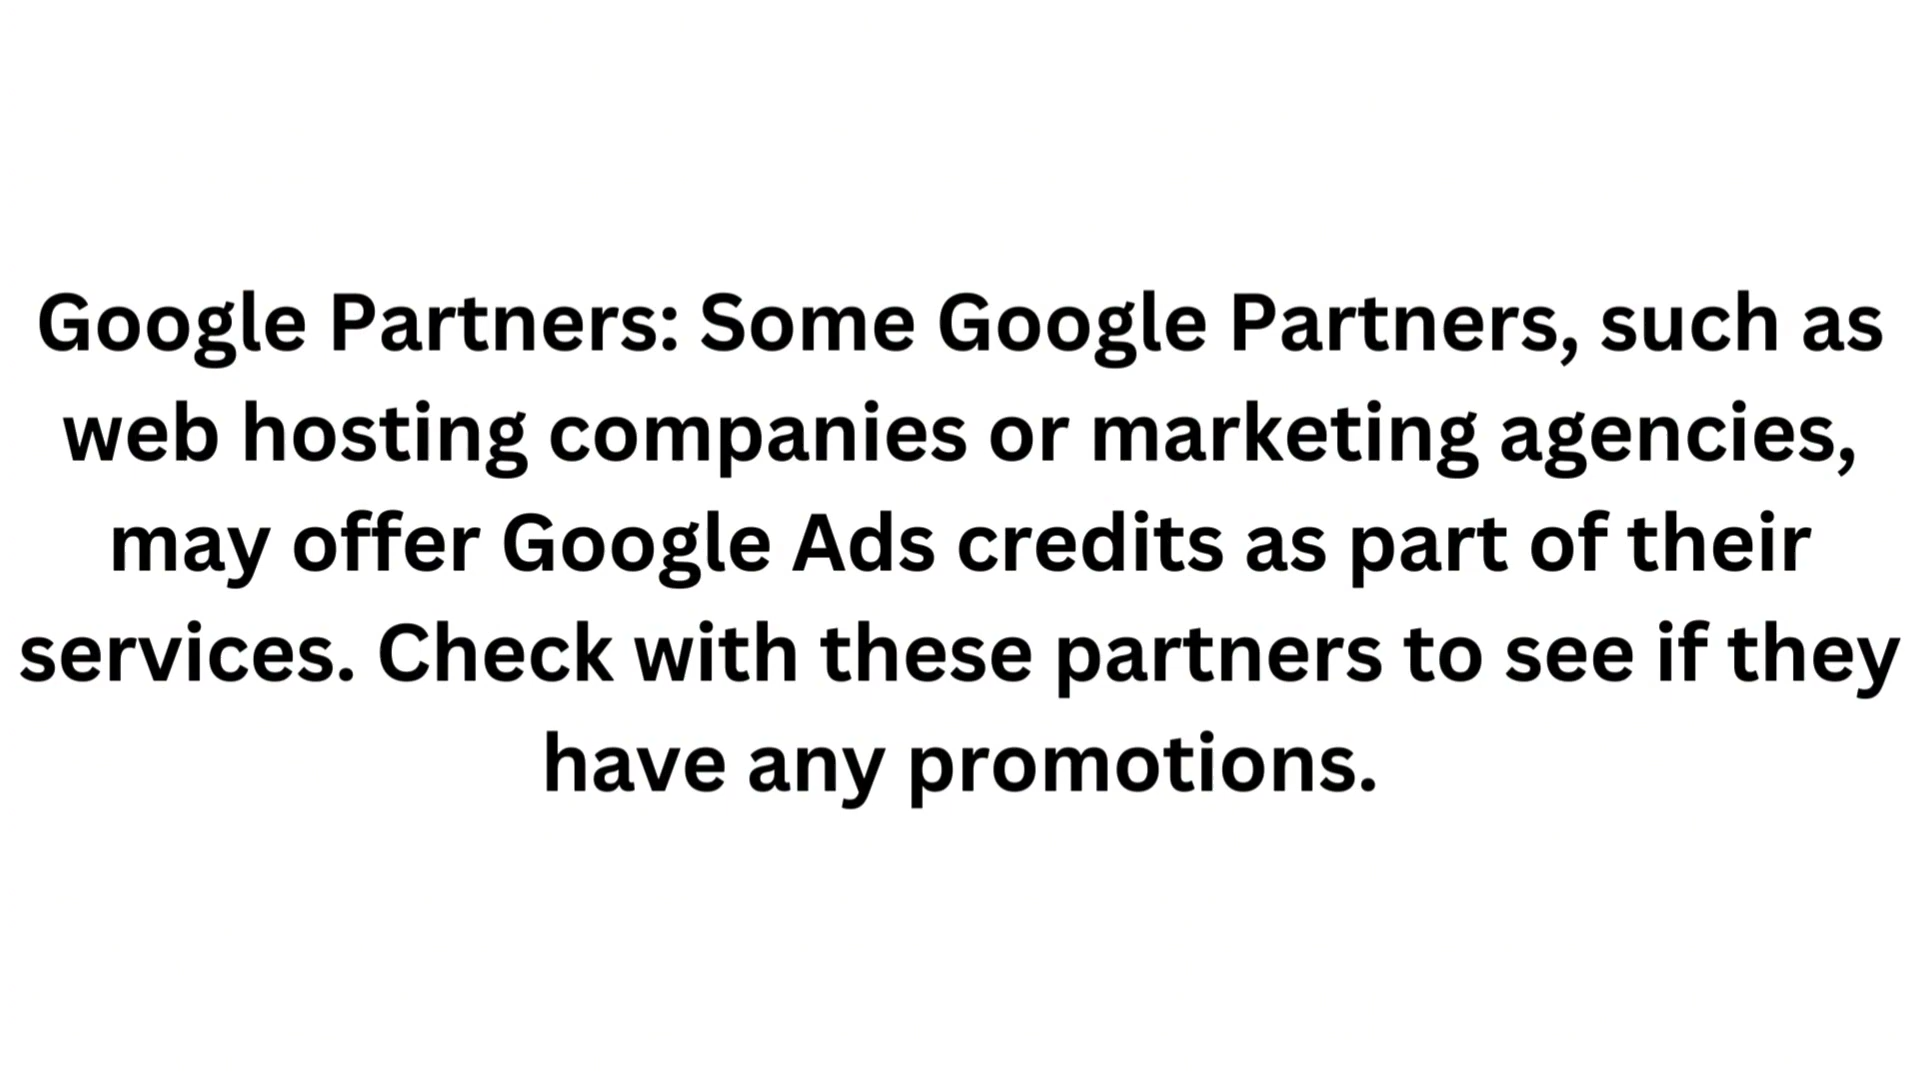 Google Partners: Some Google Partners, such as
web hosting companies or marketing agencies,
may offer Google Ads credits as part of their
services. Check with these partners to see if they
have any promotions.